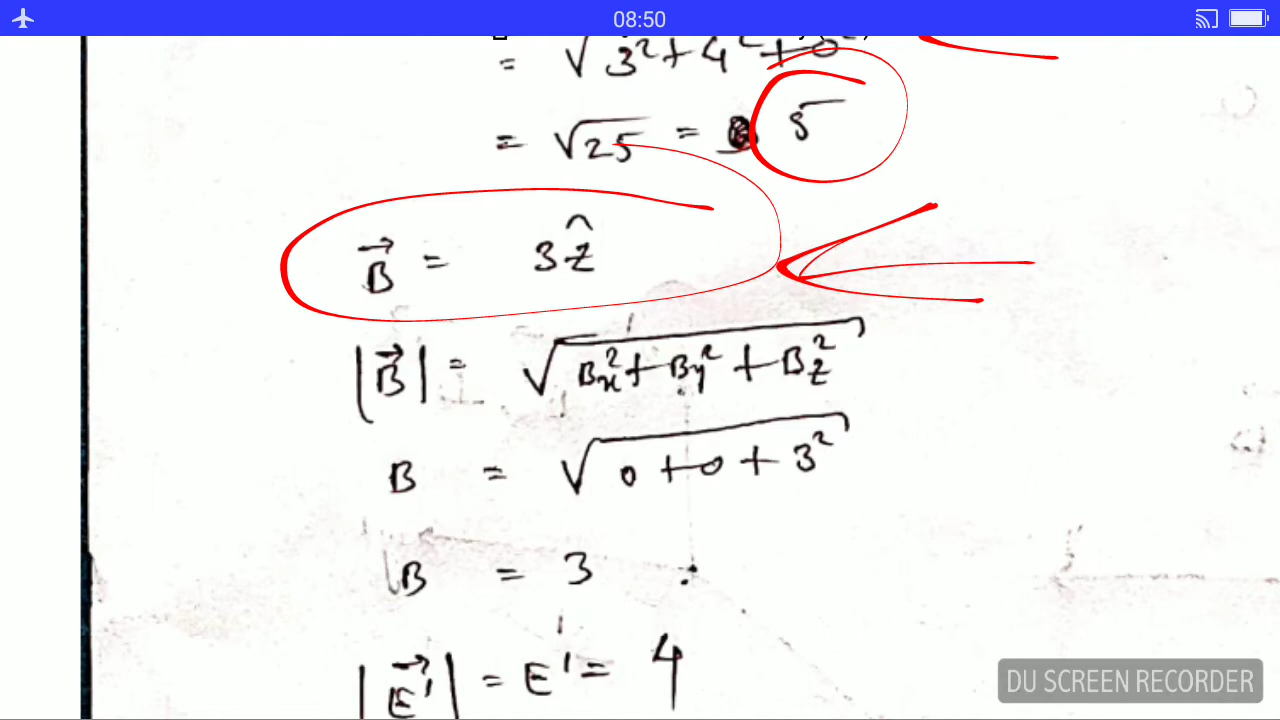 08:50
= √3²+4²+0²
= √25 = 5
B⃗ = 3ẑ
|B⃗| = √Bx²+By²+Bz²
B = √0+0+3²
B = 3
|E⃗'| = E' = 4
DU SCREEN RECORDER